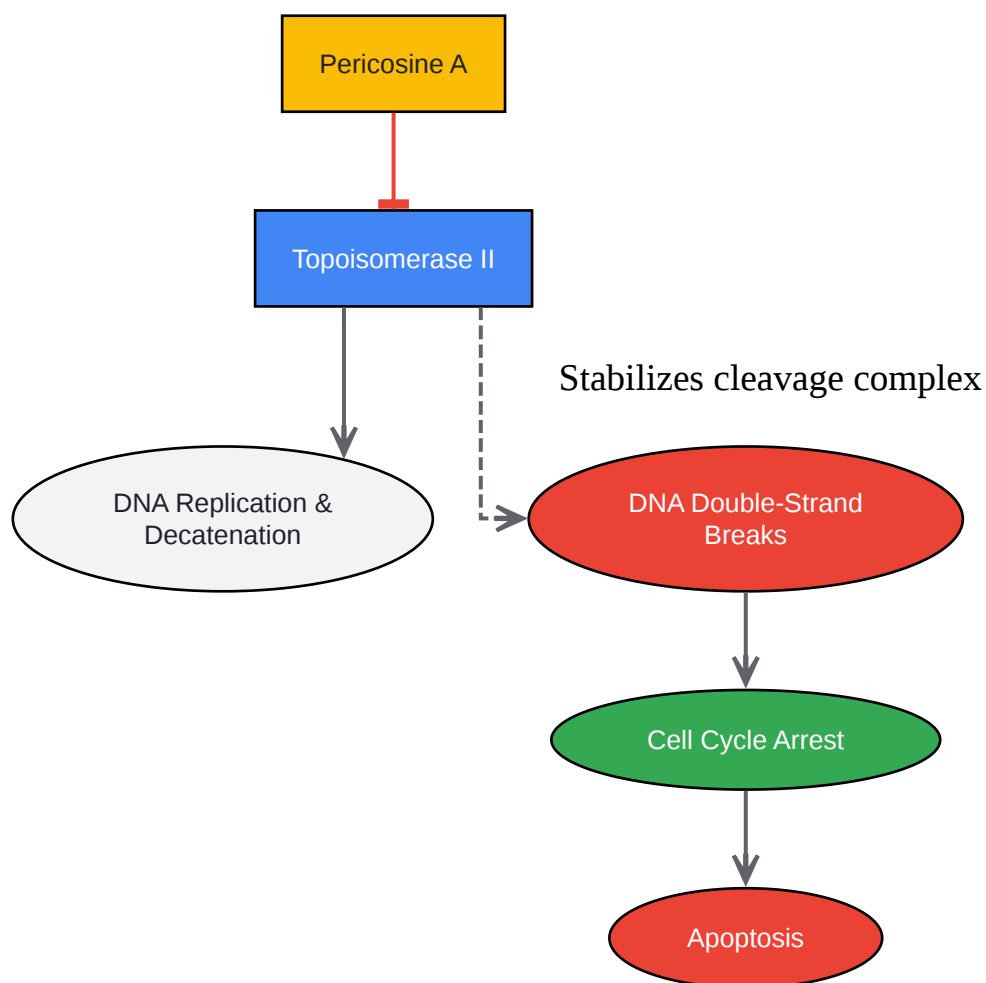 Pericosine A
Topoisomerase II
Stabilizes cleavage complex
DNA Replication &
Decatenation
DNA Double-Strand
Breaks
Cell Cycle Arrest
Apoptosis